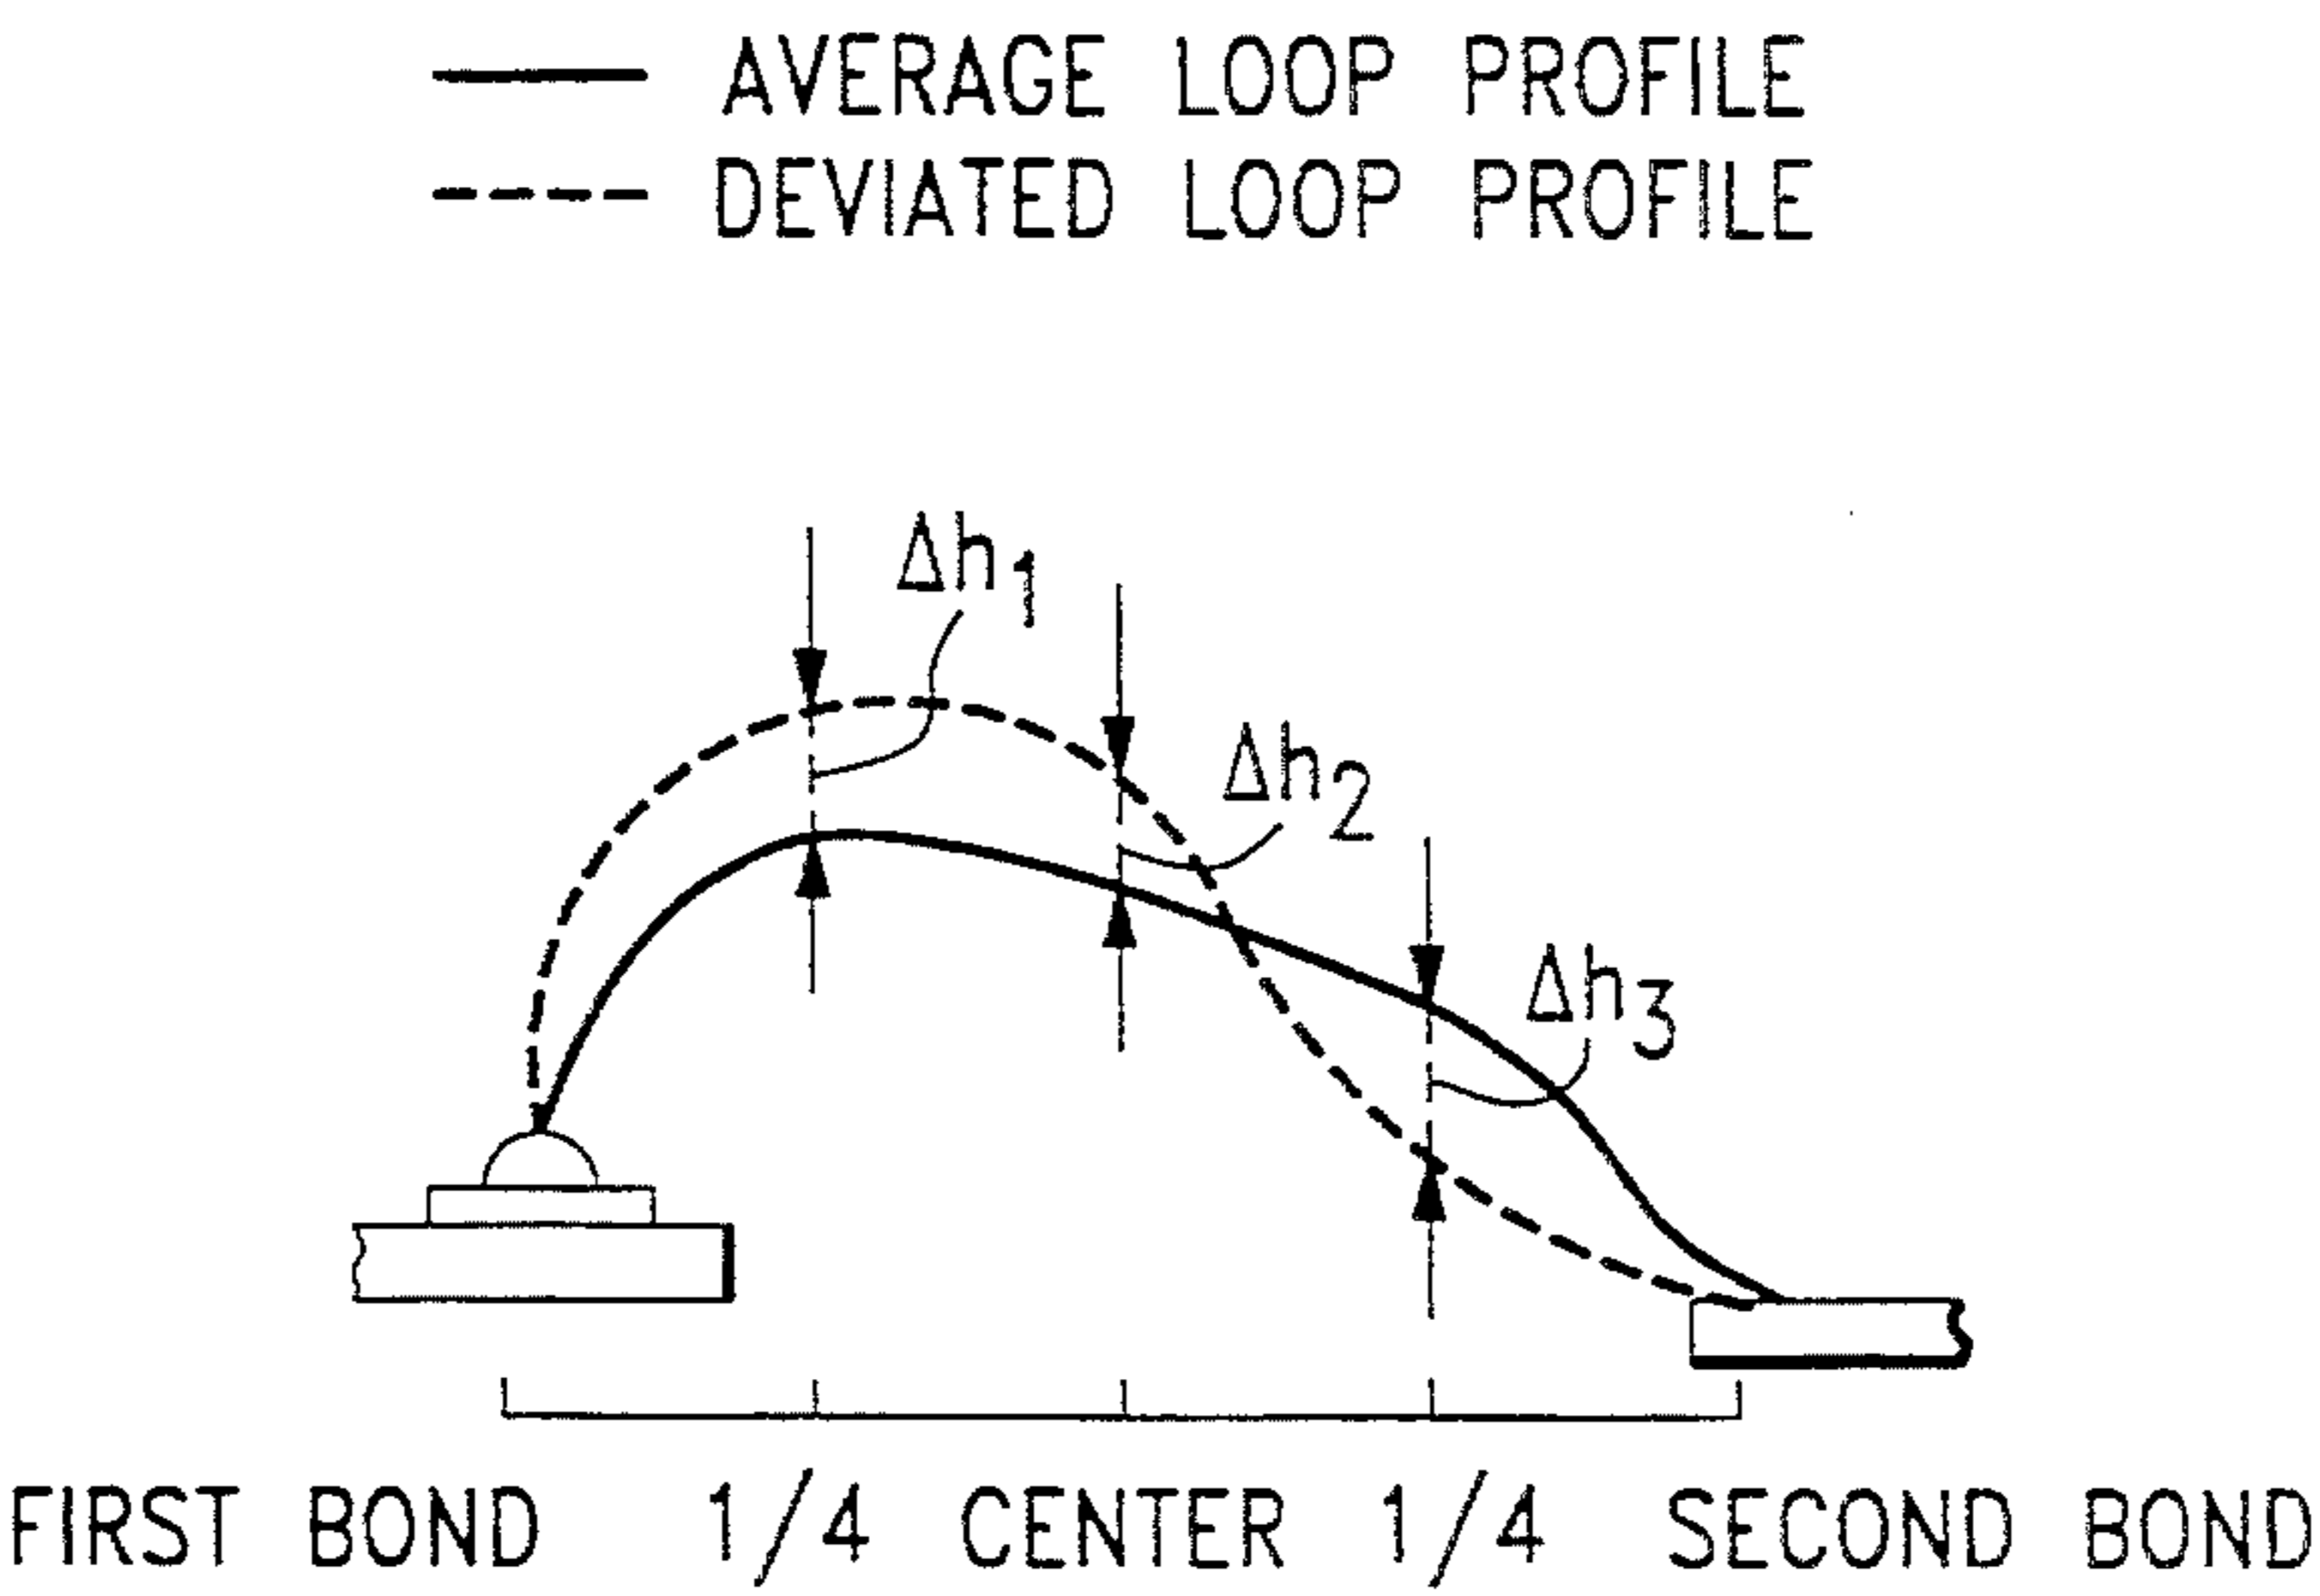 AVERAGE LOOP PROFILE
DEVIATED LOOP PROFILE
Δh1
Δh2
Δh3
FIRST BOND 1/4 CENTER 1/4 SECOND BOND